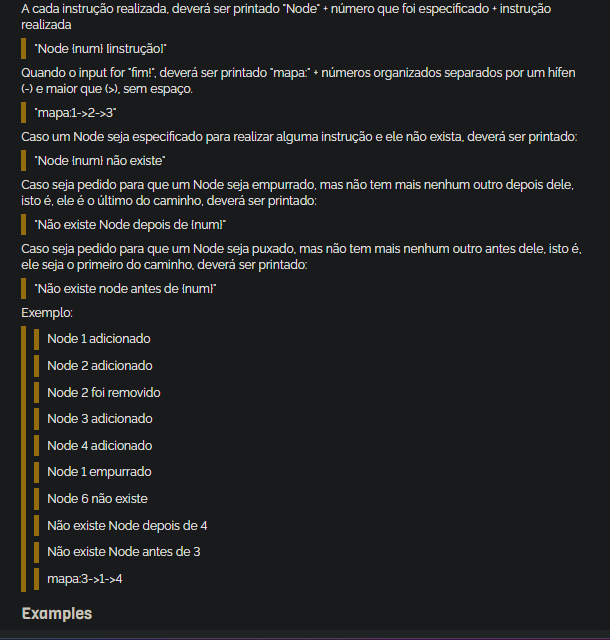 A cada instrução realizada, deverá ser printado "Node" + número que foi especificado + instrução
realizada
"Node {num} {instrução}"
Quando o input for "fim!", deverá ser printado "mapa:" + números organizados separados por um hífen
(-) e maior que (>), sem espaço.
"mapa:1->2->3"
Caso um Node seja especificado para realizar alguma instrução e ele não exista, deverá ser printado:
"Node {num} não existe"
Caso seja pedido para que um Node seja empurrado, mas não tem mais nenhum outro depois dele,
isto é, ele é o último do caminho, deverá ser printado:
"Não existe Node depois de {num}"
Caso seja pedido para que um Node seja puxado, mas não tem mais nenhum outro antes dele, isto é,
ele seja o primeiro do caminho, deverá ser printado:
"Não existe node antes de {num}"
Exemplo:
Node 1 adicionado
Node 2 adicionado
Node 2 foi removido
Node 3 adicionado
Node 4 adicionado
Node 1 empurrado
Node 6 não existe
Não existe Node depois de 4
Não existe Node antes de 3
mapa:3->1->4
Examples